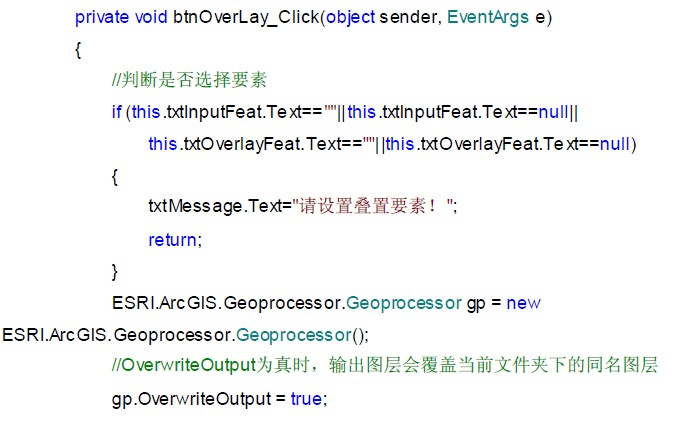 private void btnOverLay_Click(object sender, EventArgs e)
{
//判断是否选择要素
if (this.txtInputFeat.Text==""||this.txtInputFeat.Text==null||
this.txtOverlayFeat.Text==""||this.txtOverlayFeat.Text==null)
{
txtMessage.Text="请设置叠置要素！";
return;
}
ESRI.ArcGIS.Geoprocessor.Geoprocessor gp = new
ESRI.ArcGIS.Geoprocessor.Geoprocessor();
//OverwriteOutput为真时，输出图层会覆盖当前文件夹下的同名图层
gp.OverwriteOutput = true;